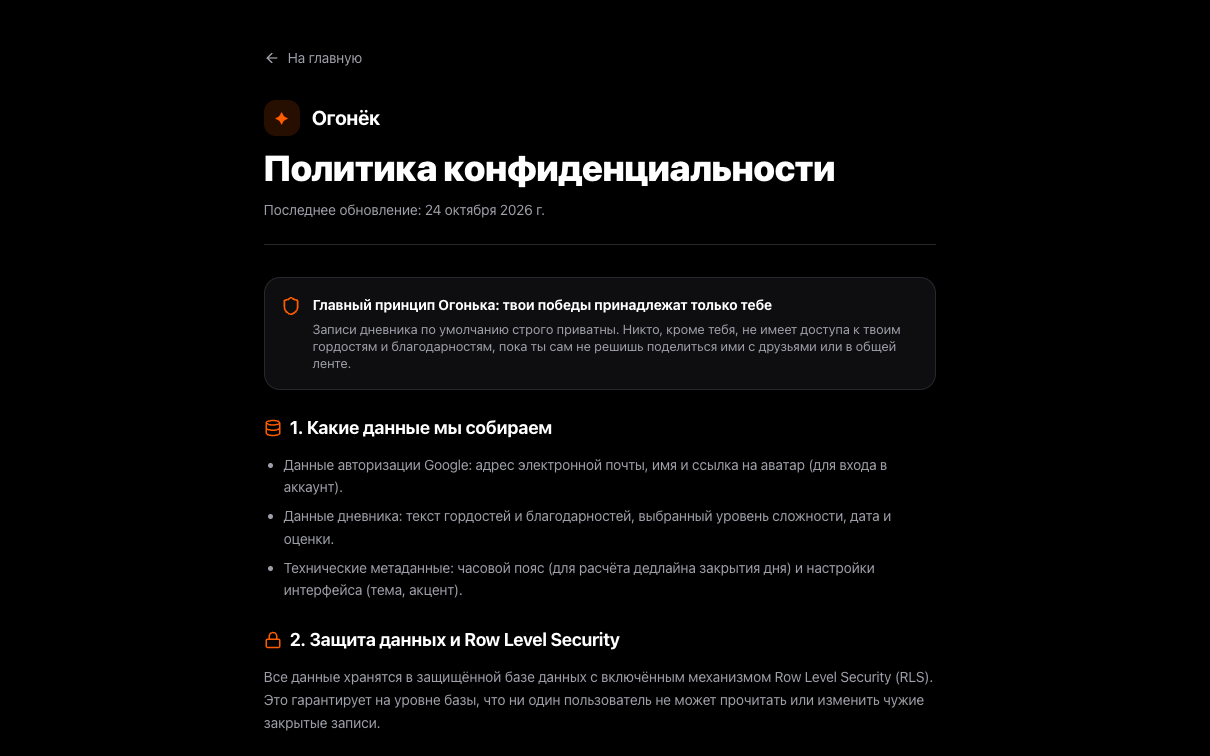 На главную
Огонёк
Политика конфиденциальности
Последнее обновление: 24 октября 2026 г.
Главный принцип Огонька: твои победы принадлежат только тебе
Записи дневника по умолчанию строго приватны. Никто, кроме тебя, не имеет доступа к твоим
гордостям и благодарностям, пока ты сам не решишь поделиться ими с друзьями или в общей
ленте.
1. Какие данные мы собираем
Данные авторизации Google: адрес электронной почты, имя и ссылка на аватар (для входа в
аккаунт).
Данные дневника: текст гордостей и благодарностей, выбранный уровень сложности, дата и
оценки.
Технические метаданные: часовой пояс (для расчёта дедлайна закрытия дня) и настройки
интерфейса (тема, акцент).
2. Защита данных и Row Level Security
Все данные хранятся в защищённой базе данных с включённым механизмом Row Level Security (RLS).
Это гарантирует на уровне базы, что ни один пользователь не может прочитать или изменить чужие
закрытые записи.